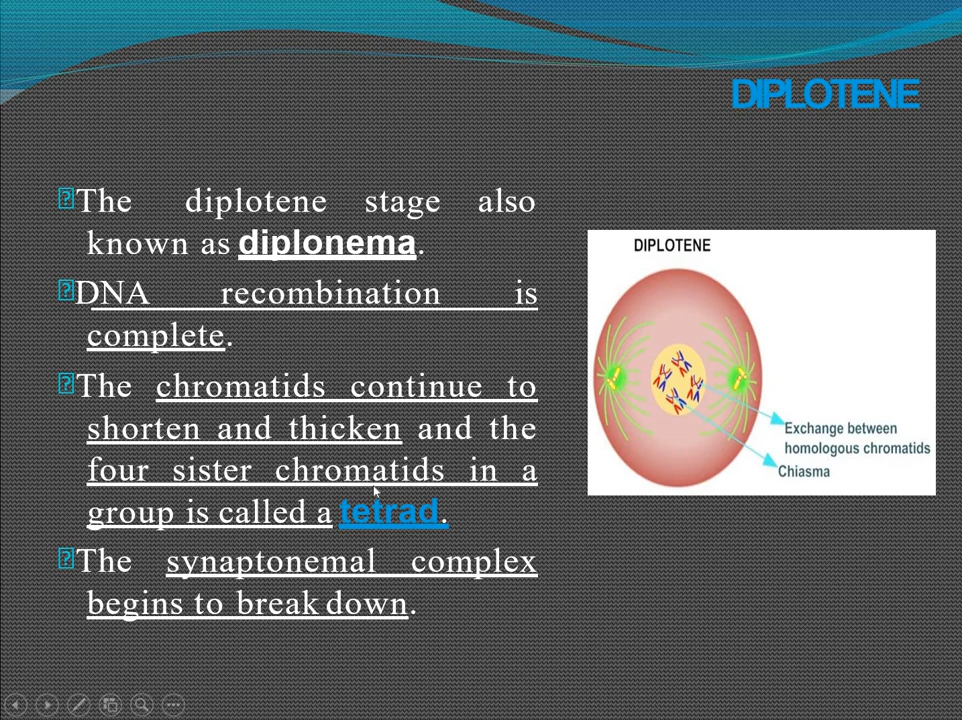 DIPLOTENE
The diplotene stage also
known as diplonema.
DNA recombination is
complete.
The chromatids continue to
shorten and thicken and the
four sister chromatids in a
group is called a tetrad.
The synaptonemal complex
begins to break down.
DIPLOTENE
Exchange between
homologous chromatids
Chiasma